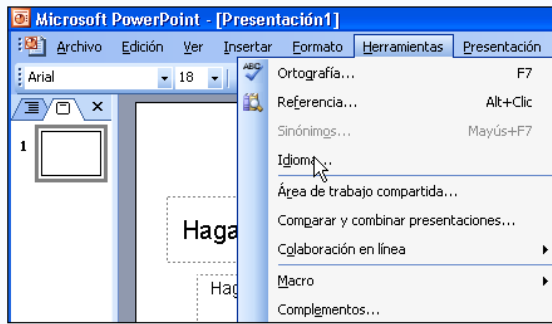 Microsoft PowerPoint - [Presentación1]
Archivo Edición Ver Insertar Formato Herramientas Presentación
Arial 18
ABC Ortografía... F7
Referencia... Alt+Clic
Sinónimos... Mayús+F7
1
Idioma...
Área de trabajo compartida...
Comparar y combinar presentaciones...
Haga
Colaboración en línea
Macro
Hag
Complementos...